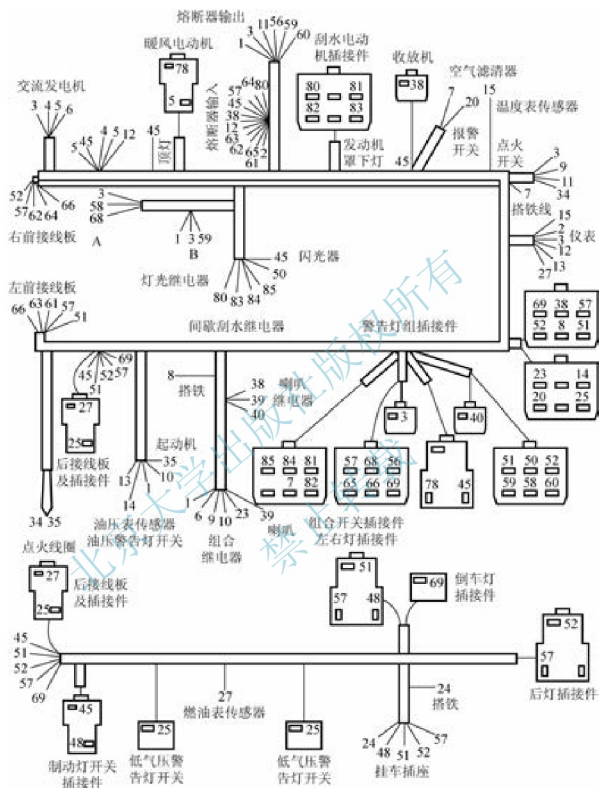 熔断器输出
3 11 56 59
1 60
暖风电动机
78
5
刮水电动
机插接件
80 81
82 83
收放机
38
空气滤清器
7 20
15
温度表传感器
交流发电机
3 4 5 6
45 5 4 5 12
45
顶灯
熔断器输入
64 80
57
45
38
12
63
62 65 2
61
发动机
罩下灯
45
报警
开关
点火
开关
3
9
11
34
7
搭铁线
15
2
3
12
13
27
仪表
52
57 62 64
66
右前接线板
3
58
68
A
1 3 59
B
灯光继电器
45
50
85
84
83
80
闪光器
左前接线板
66 63 61 57
51
间歇刮水继电器
警告灯组插接件
69 38 57
52 8 51
23 14
20 25
45 51 52 57 69
27
25
后接线板
及插接件
8
搭铁
38
39
40
喇叭
继电器
3
40
起动机
35
10
1
13
14
油压表传感器
油压警告灯开关
34 35
1 6 9 10 23 39
组合
继电器
喇叭
85 84 81
7 82
57 68 56
65 66 69
78 45
51 50 52
59 58 60
组合开关插接件
左右灯插接件
点火线圈
27
25
后接线板
及插接件
51
57 48
69
倒车灯
插接件
45
51
52
57
69
52
57
后灯插接件
45
48
制动灯开关
插接件
25
低气压警
告灯开关
27
燃油表传感器
25
低气压警
告灯开关
24
搭铁
24 48 51 52 57
挂车插座
北京大学出版社版权所有
禁止转载